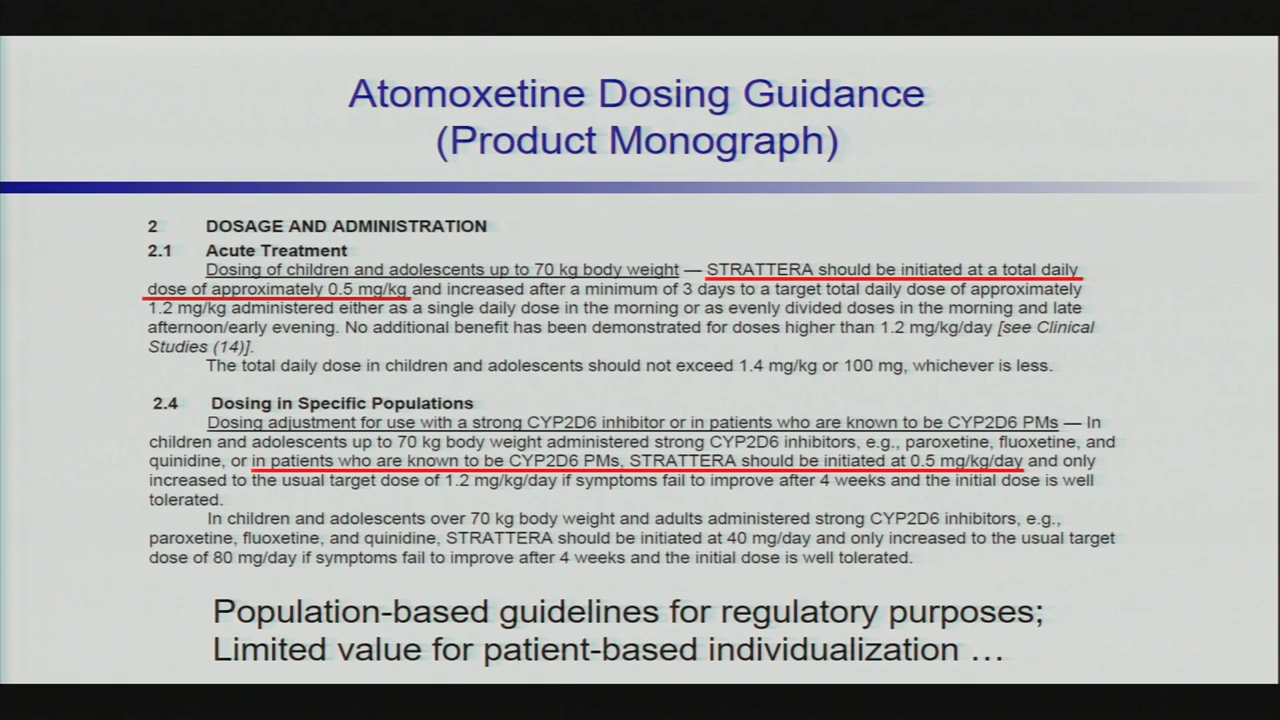 Atomoxetine Dosing Guidance
(Product Monograph)
2 DOSAGE AND ADMINISTRATION
2.1 Acute Treatment
Dosing of children and adolescents up to 70 kg body weight — STRATTERA should be initiated at a total daily
dose of approximately 0.5 mg/kg and increased after a minimum of 3 days to a target total daily dose of approximately
1.2 mg/kg administered either as a single daily dose in the morning or as evenly divided doses in the morning and late
afternoon/early evening. No additional benefit has been demonstrated for doses higher than 1.2 mg/kg/day [see Clinical
Studies (14)].
The total daily dose in children and adolescents should not exceed 1.4 mg/kg or 100 mg, whichever is less.
2.4 Dosing in Specific Populations
Dosing adjustment for use with a strong CYP2D6 inhibitor or in patients who are known to be CYP2D6 PMs — In
children and adolescents up to 70 kg body weight administered strong CYP2D6 inhibitors, e.g., paroxetine, fluoxetine, and
quinidine, or in patients who are known to be CYP2D6 PMs, STRATTERA should be initiated at 0.5 mg/kg/day and only
increased to the usual target dose of 1.2 mg/kg/day if symptoms fail to improve after 4 weeks and the initial dose is well
tolerated.
In children and adolescents over 70 kg body weight and adults administered strong CYP2D6 inhibitors, e.g.,
paroxetine, fluoxetine, and quinidine, STRATTERA should be initiated at 40 mg/day and only increased to the usual target
dose of 80 mg/day if symptoms fail to improve after 4 weeks and the initial dose is well tolerated.
Population-based guidelines for regulatory purposes;
Limited value for patient-based individualization …